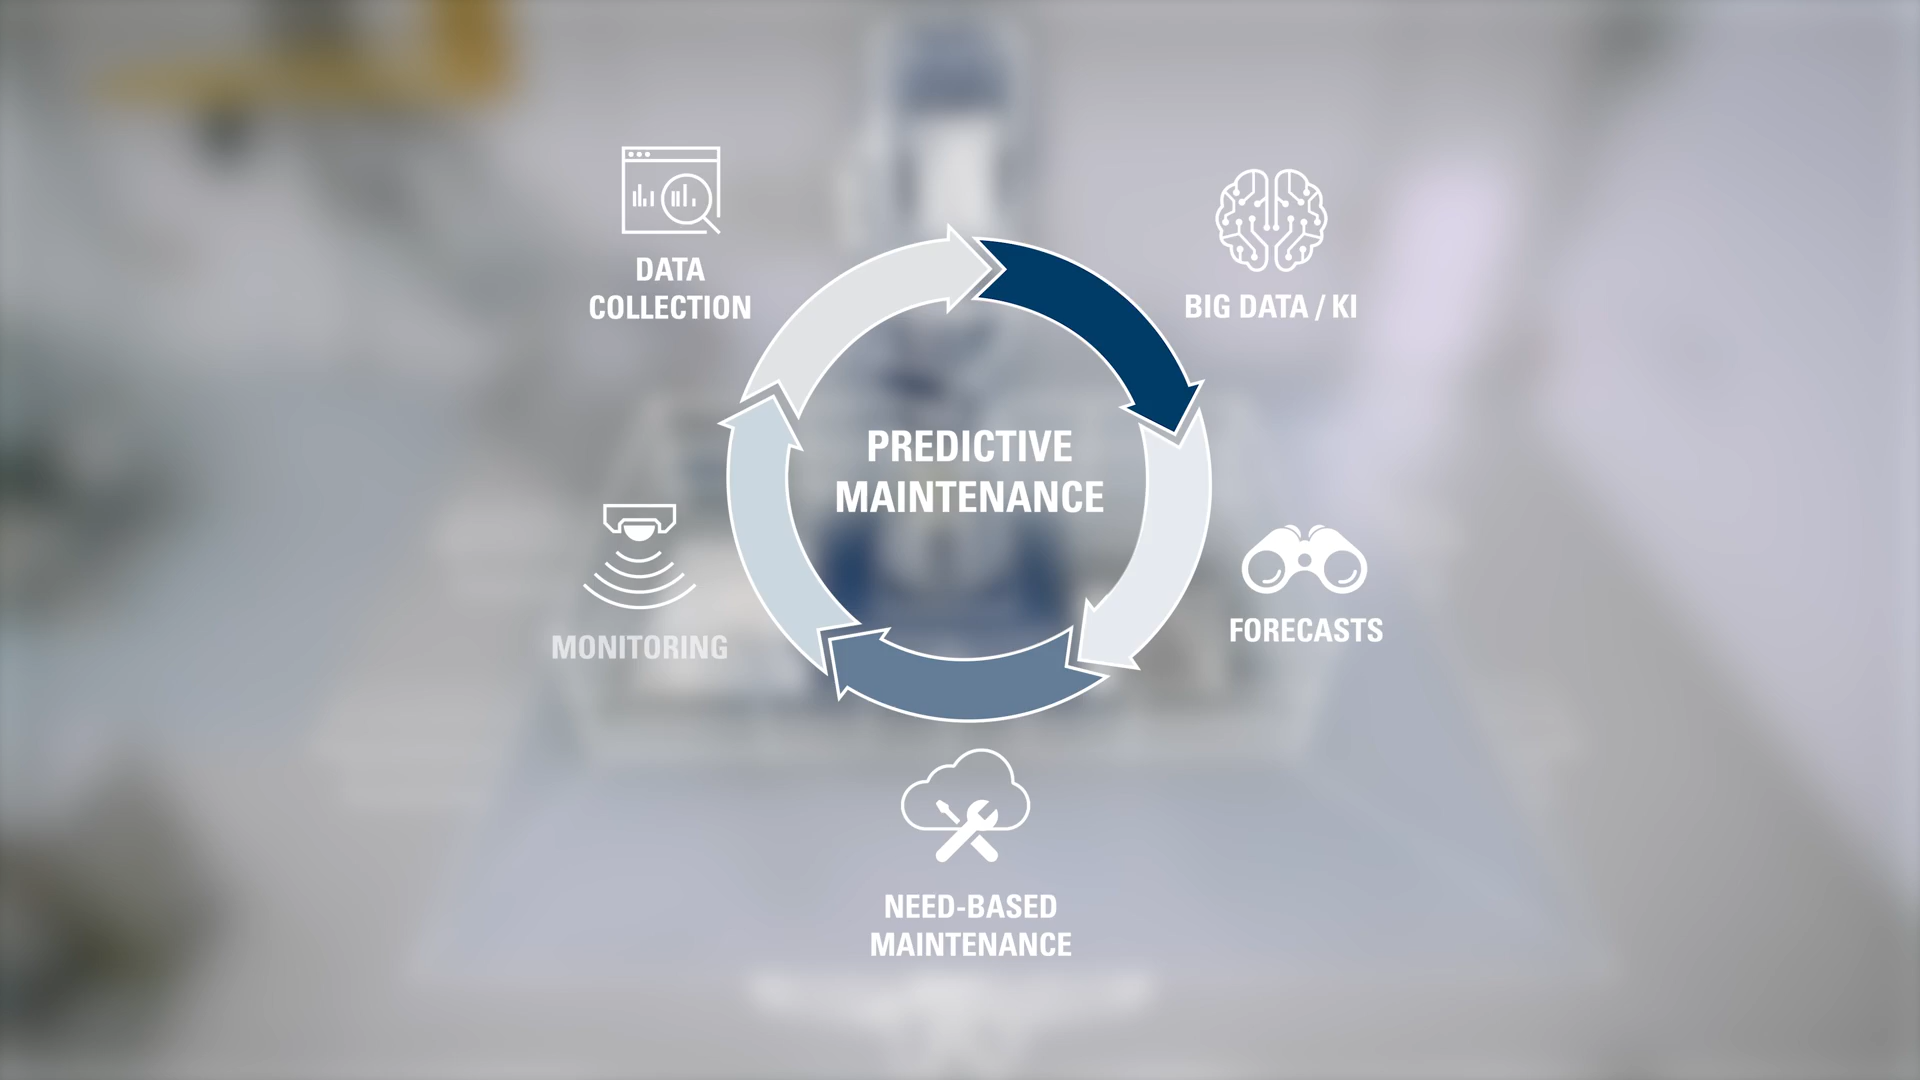 DATA
COLLECTION
BIG DATA / KI
PREDICTIVE
MAINTENANCE
MONITORING
FORECASTS
NEED-BASED
MAINTENANCE